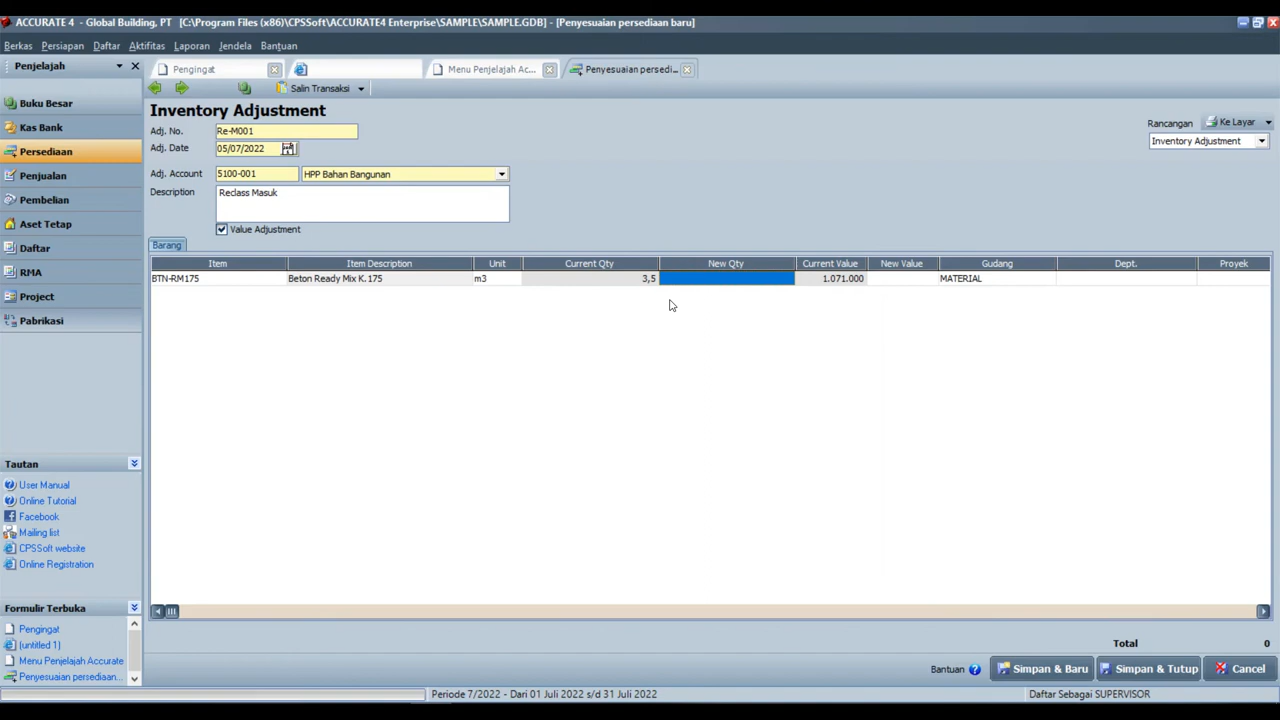 ACCURATE 4 - Global Building, PT [C:\Program Files (x86)\CPSSoft\ACCURATE4 Enterprise\SAMPLE\SAMPLE.GDB] - [Penyesuaian persediaan baru]
Berkas Persiapan Daftar Aktifitas Laporan Jendela Bantuan
Penjelajah
Pengingat
Menu Penjelajah Ac...
Penyesuaian persedi...
Salin Transaksi
Buku Besar
Kas Bank
Persediaan
Penjualan
Pembelian
Aset Tetap
Daftar
RMA
Project
Pabrikasi
Inventory Adjustment
Adj. No. Re-M001
Adj. Date 05/07/2022
Adj. Account 5100-001 HPP Bahan Bangunan
Description Reclass Masuk
Value Adjustment
Rancangan Ke Layar
Inventory Adjustment
Barang
Item Item Description Unit Current Qty New Qty Current Value New Value Gudang Dept. Proyek
BTN-RM175 Beton Ready Mix K.175 m3 3,5 1.071.000 MATERIAL
Tautan
User Manual
Online Tutorial
Facebook
Mailing list
CPSSoft website
Online Registration
Formulir Terbuka
Pengingat
(untitled 1)
Menu Penjelajah Accurate
Penyesuaian persediaan...
Total 0
Bantuan Simpan & Baru Simpan & Tutup Cancel
Periode 7/2022 - Dari 01 Juli 2022 s/d 31 Juli 2022
Daftar Sebagai SUPERVISOR